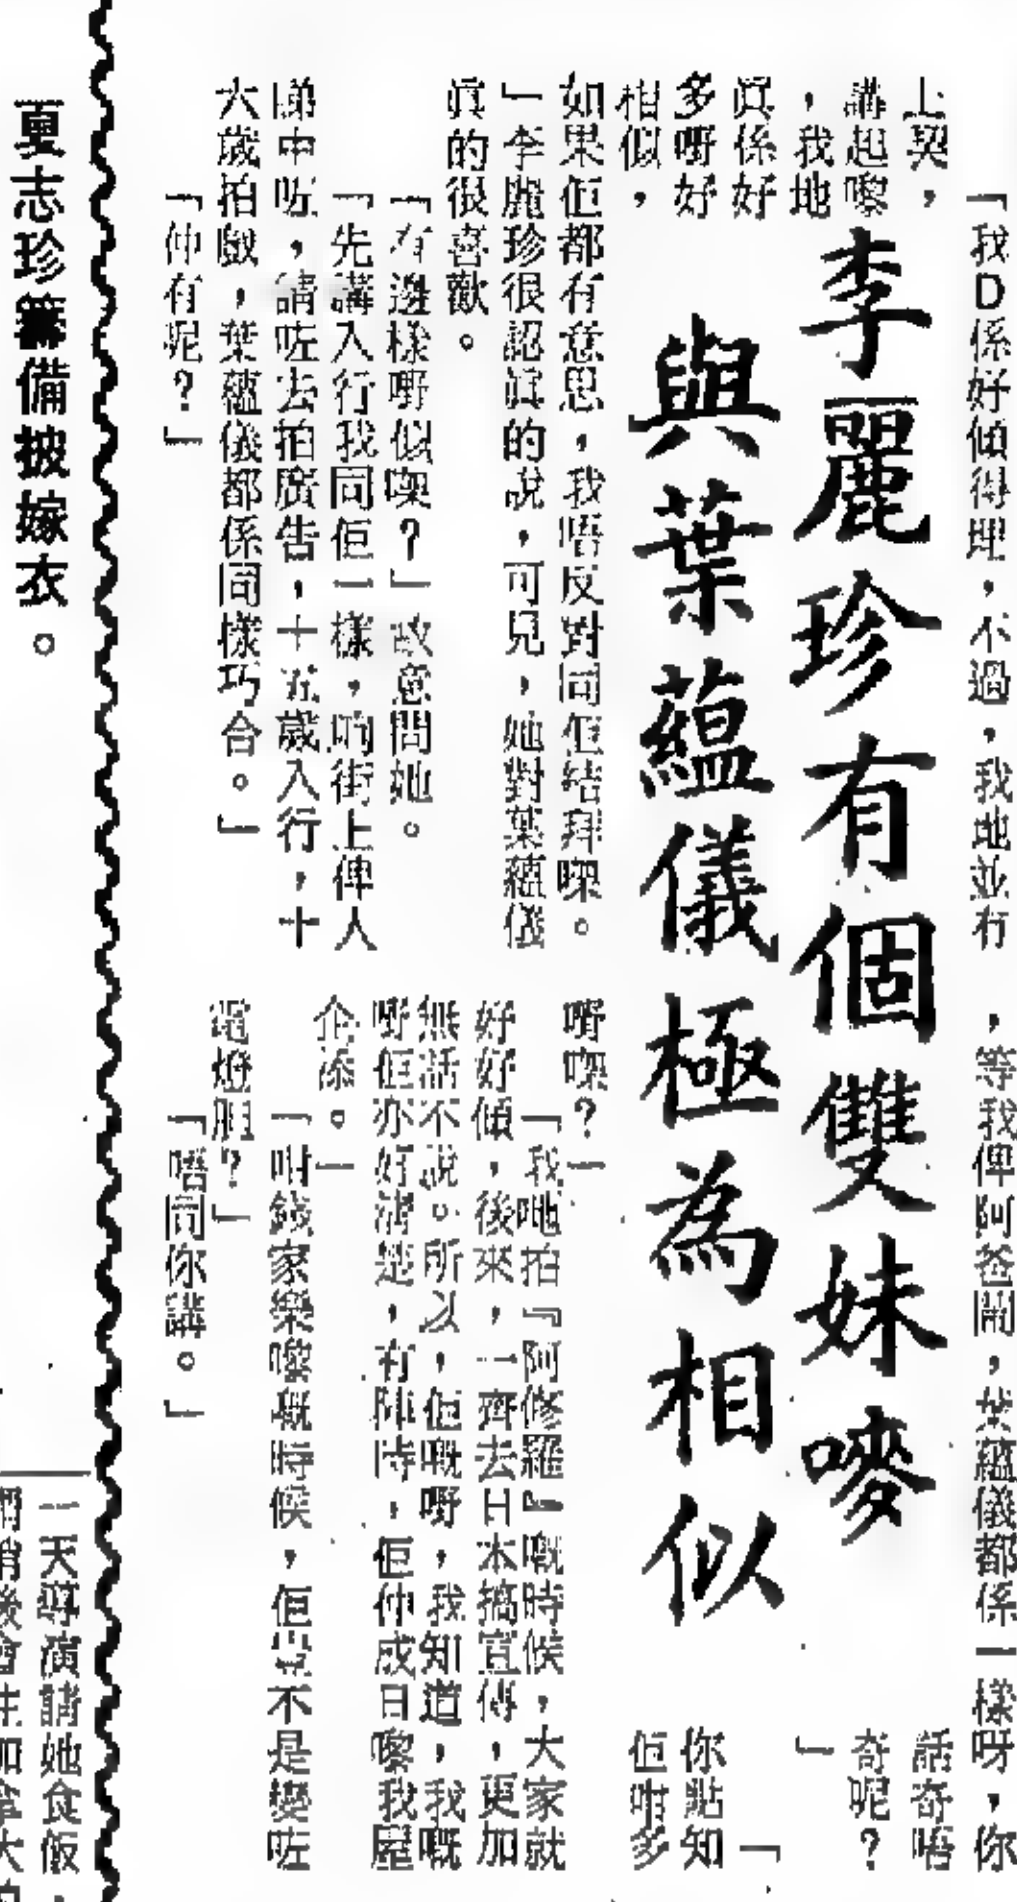 李麗珍有個雙妹嘜
與葉蘊儀極為相似
「我D係好傾得埋,不過,我地並冇
上契,
講起嚟
,我地
真係好
多嘢好
相似,
如果佢都有意思,我唔反對同佢結拜㗎。
」李麗珍很認真的說,可見,她對葉蘊儀
真的很喜歡。
「有邊樣嘢似㗎?」故意問她。
「先講入行我同佢一樣,响街上俾人
睇中咗,請咗去拍廣告,十五歲入行,十
六歲拍戲,葉蘊儀都係同樣巧合。」
「仲有呢?」
,等我俾阿爸鬧,葉蘊儀都係一樣呀,你
話奇唔
奇呢?
」
「
你點知
佢咁多
嘢㗎?」
「我哋拍『阿修羅』嘅時候,大家就
好好傾,後來,一齊去日本搞宣傳,更加
無話不說。所以,佢嘅嘢,我知道,我嘅
嘢佢亦好清楚,有陣時,佢仲成日嚟我屋
企添。」
「咁錢家樂嚟嘅時候,佢豈不是變咗
電燈胆?」
「唔同你講。」
夏志珍籌備披嫁衣。
一天導演請她食飯,